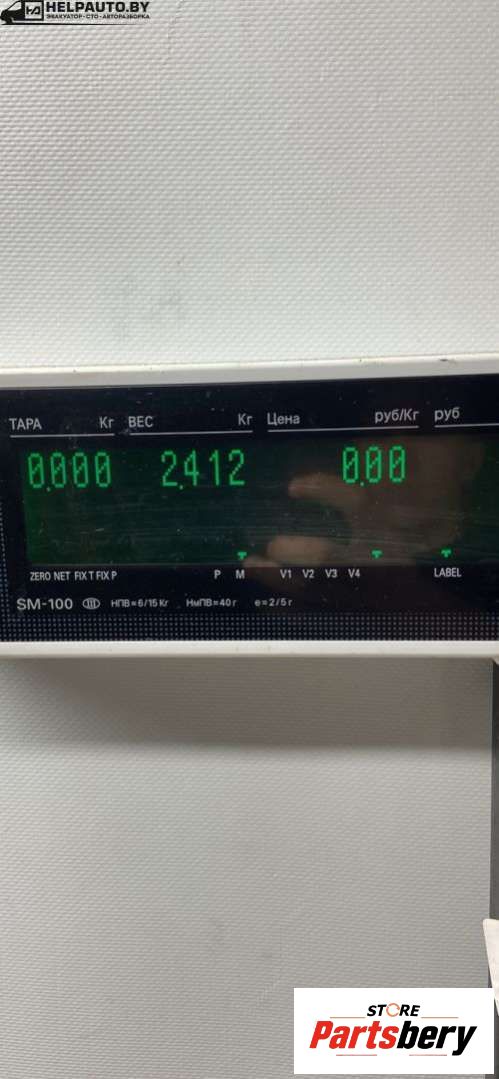 HELPAUTO.BY
ЭВАКУАТОР • СТО • АВТОРАЗБОРКА
ТАРА Кг ВЕС Кг Цена руб/Кг руб
0.000 2.412 0.00
ZERO NET FIX T FIX P P M V1 V2 V3 V4 LABEL
SM-100 НПВ=6/15 Кг НмПВ=40 г e=2/5 г
STORE
Partsbery